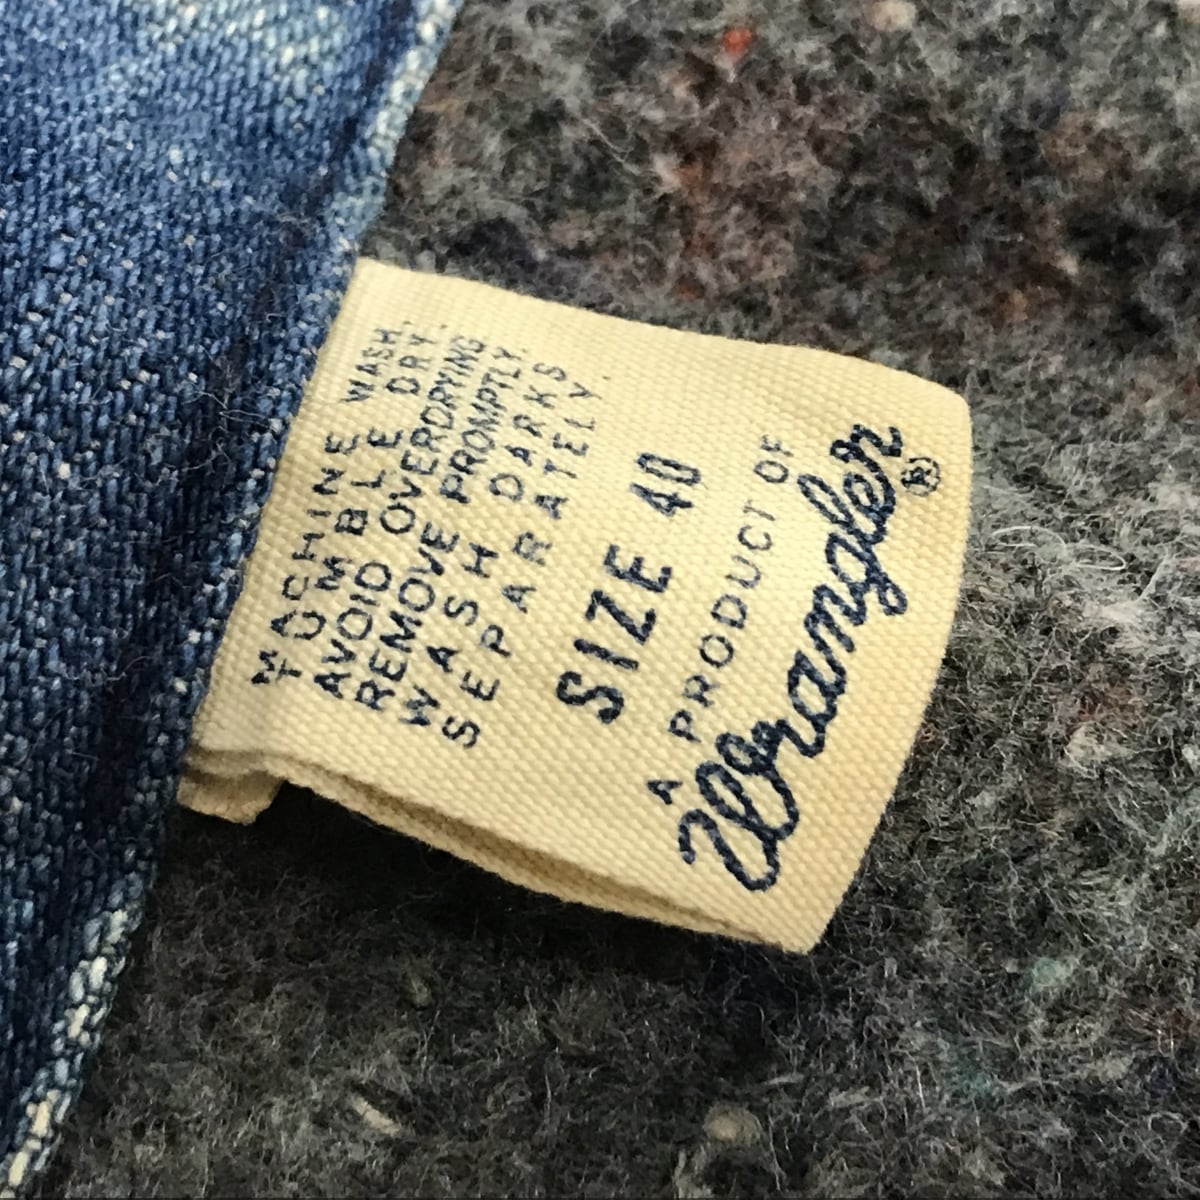 MACHINE WASH.
TUMBLE DRY.
AVOID OVERDRYING
REMOVE PROMPTLY.
WASH DARKS
SEPARATELY.
SIZE 40
A PRODUCT OF
Wrangler®